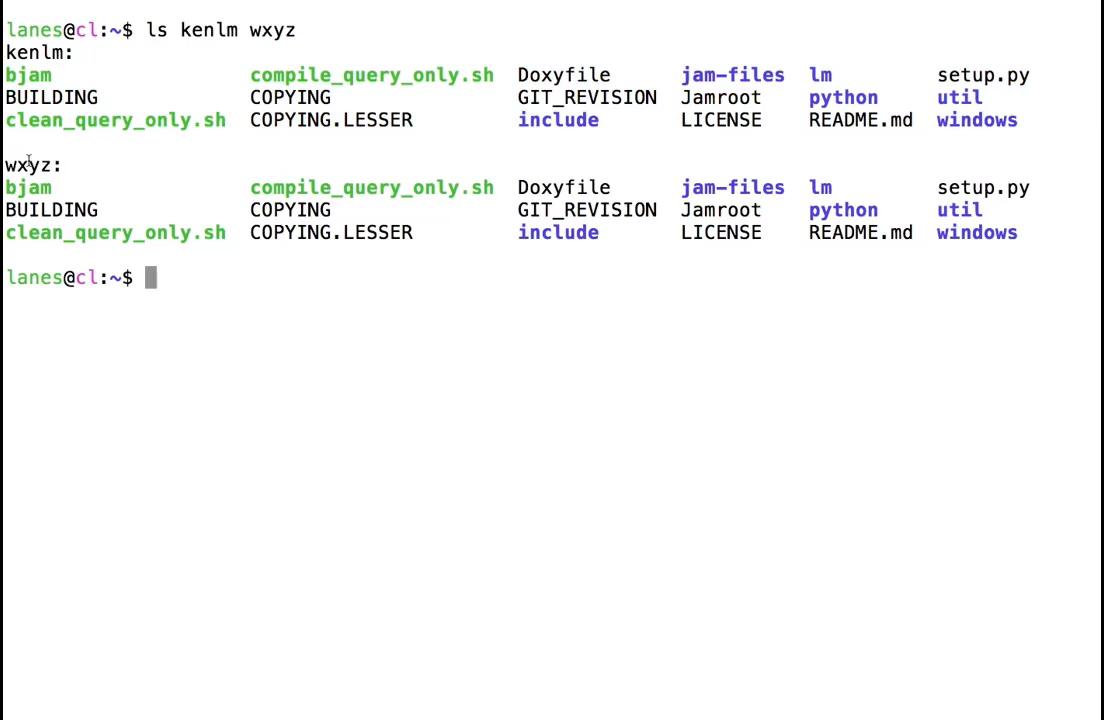 lanes@cl:~$ ls kenlm wxyz
kenlm:
bjam compile_query_only.sh Doxyfile jam-files lm setup.py
BUILDING COPYING GIT_REVISION Jamroot python util
clean_query_only.sh COPYING.LESSER include LICENSE README.md windows
wxyz:
bjam compile_query_only.sh Doxyfile jam-files lm setup.py
BUILDING COPYING GIT_REVISION Jamroot python util
clean_query_only.sh COPYING.LESSER include LICENSE README.md windows
lanes@cl:~$